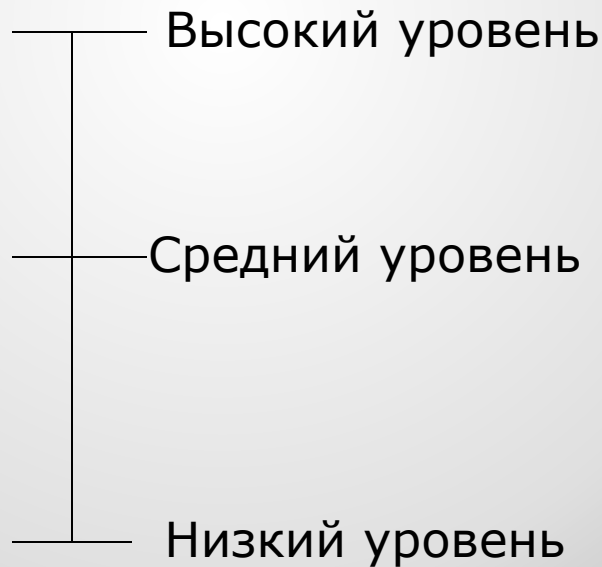 Высокий уровень
Средний уровень
Низкий уровень